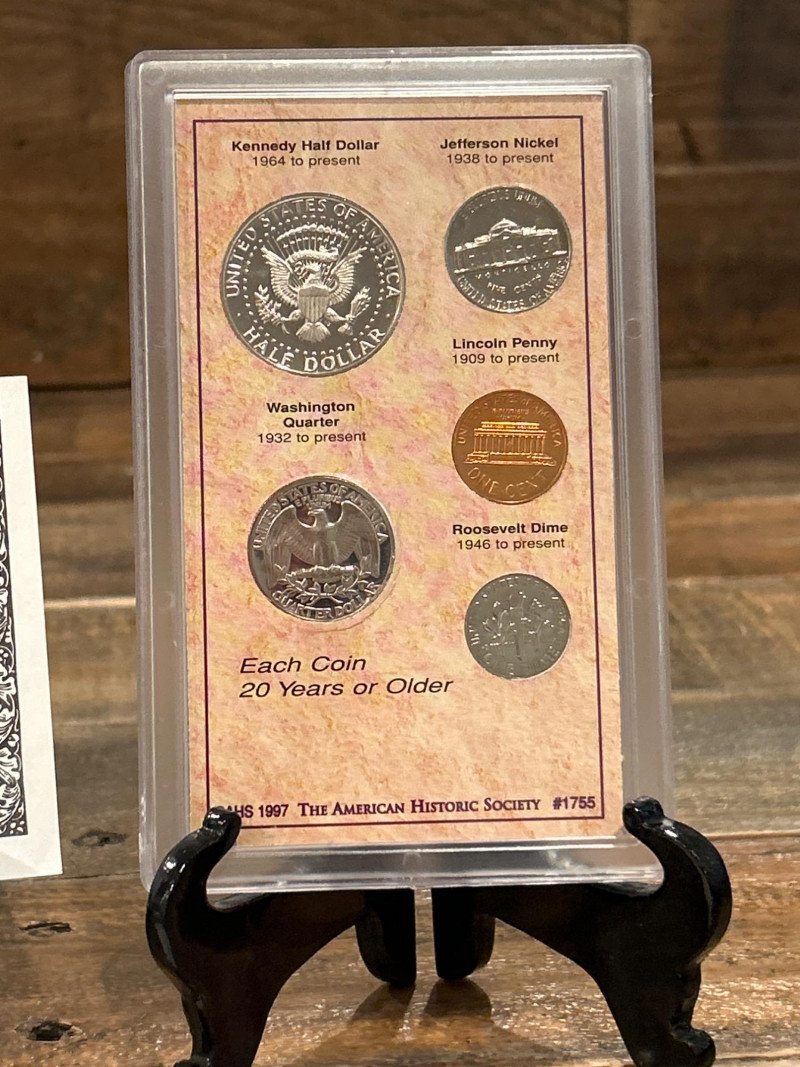 Kennedy Half Dollar
1964 to present
UNITED STATES OF AMERICA
HALF DOLLAR
Jefferson Nickel
1938 to present
MONTICELLO
FIVE CENTS
UNITED STATES OF AMERICA
Lincoln Penny
1909 to present
UNITED STATES OF AMERICA
ONE CENT
Washington
Quarter
1932 to present
UNITED STATES OF AMERICA
E PLURIBUS
QUARTER DOLLAR
Roosevelt Dime
1946 to present
Each Coin
20 Years or Older
AHS 1997 THE AMERICAN HISTORIC SOCIETY #1755